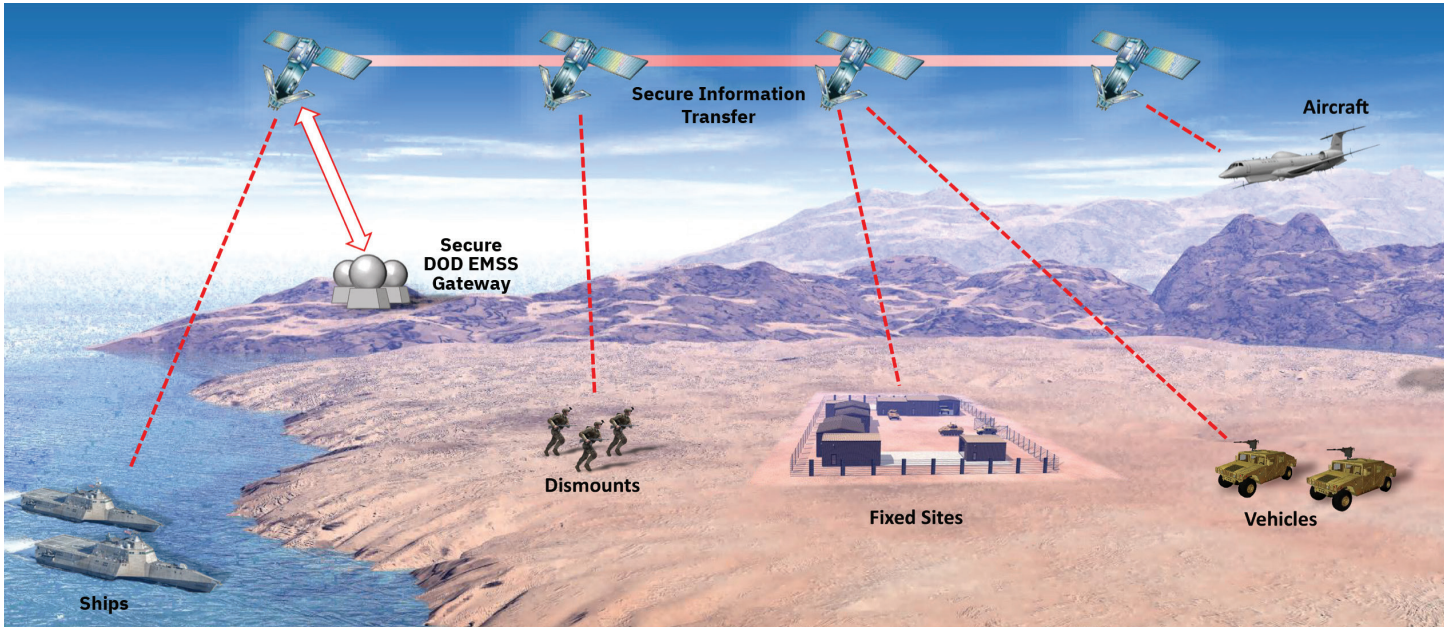 Secure Information
Transfer
Aircraft
Secure
DOD EMSS
Gateway
Dismounts
Fixed Sites
Vehicles
Ships